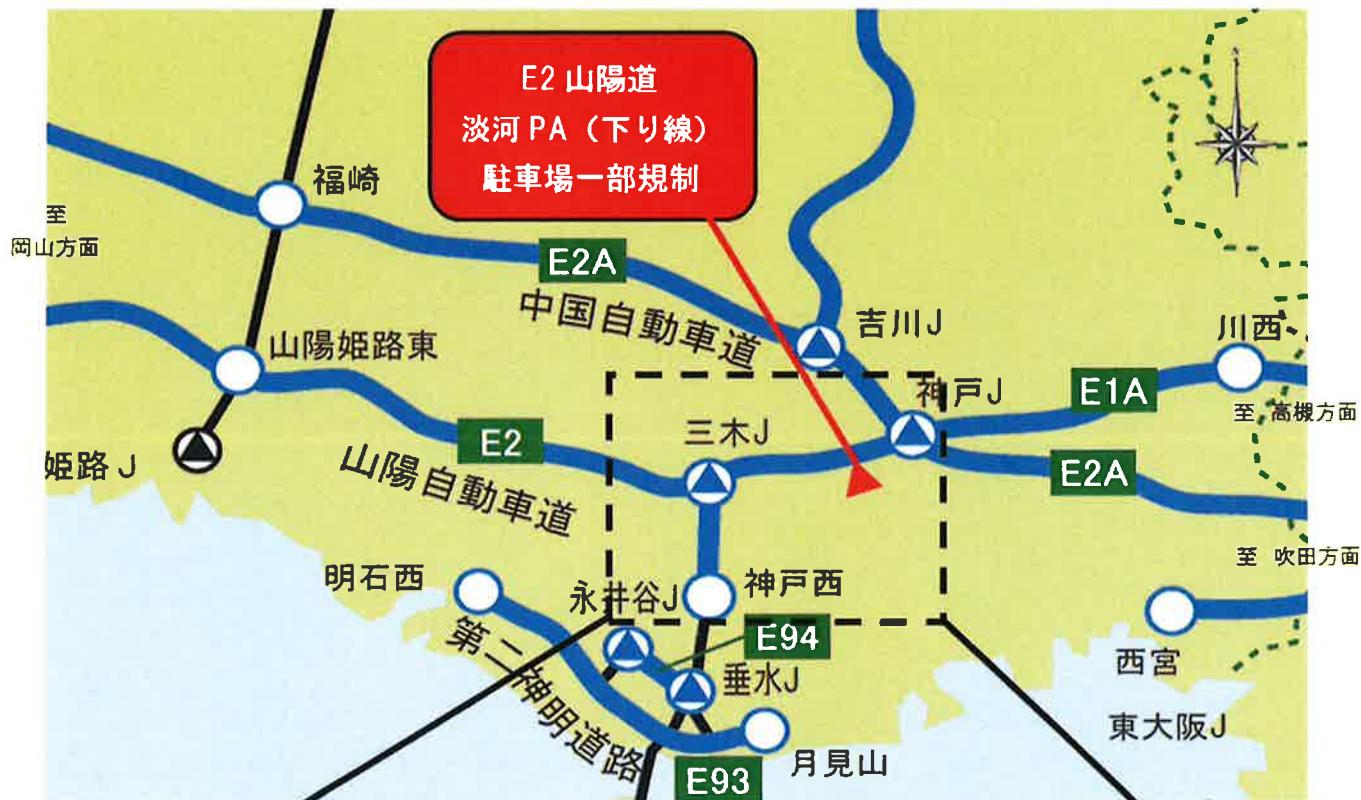 E2 山陽道
淡河 PA（下り線）
駐車場一部規制
福崎
至
岡山方面
E2A
中国自動車道
吉川J
川西
山陽姫路東
神戸J
E1A
至 高槻方面
三木J
E2
姫路J
山陽自動車道
E2A
至 吹田方面
明石西
永井谷J
神戸西
E94
第二神明道路
垂水J
西宮
東大阪J
月見山
E93